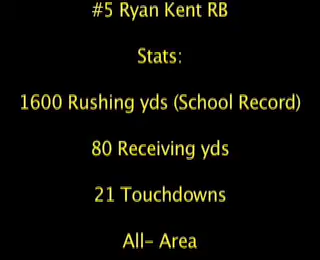 #5 Ryan Kent RB
Stats:
1600 Rushing yds (School Record)
80 Receiving yds
21 Touchdowns
All- Area